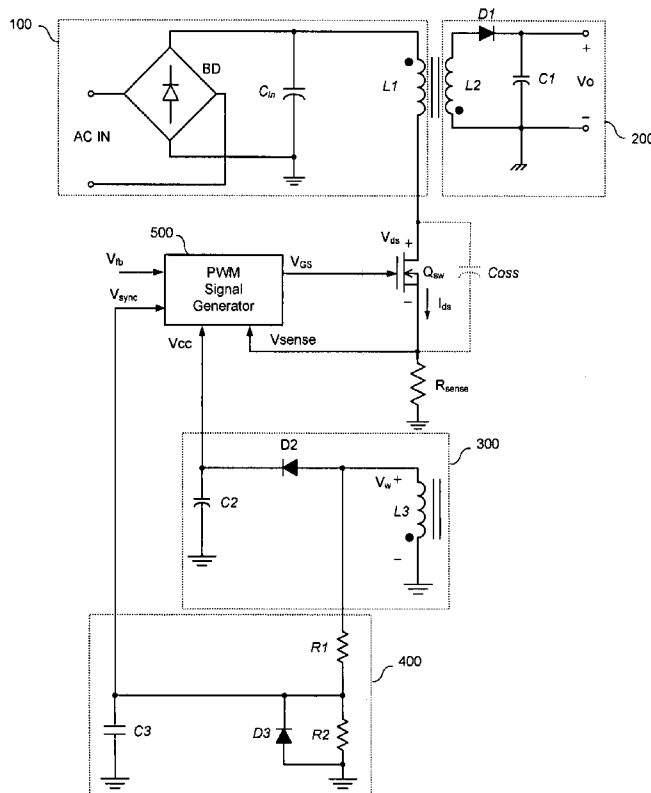 100
BD
Cin
AC IN
L1
L2
D1
C1
+
Vo
−
200
500
PWM
Signal
Generator
Vfb
Vsync
VGS
Vcc
Vsense
Vds
+
Qsw
−
Ids
Coss
Rsense
300
D2
C2
Vw
+
L3
−
400
R1
C3
D3
R2